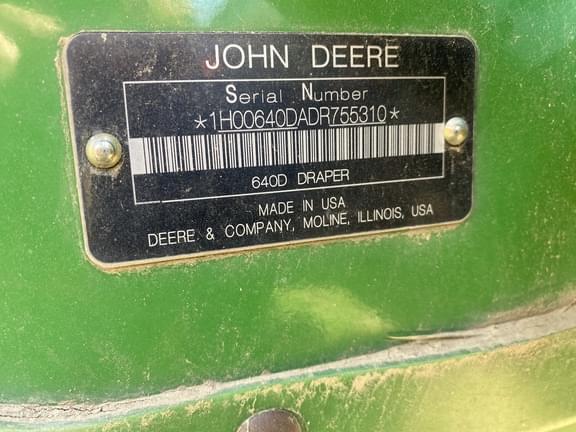 JOHN DEERE
Serial Number
*1H00640DADR755310*
640D DRAPER
MADE IN USA
DEERE & COMPANY, MOLINE, ILLINOIS, USA